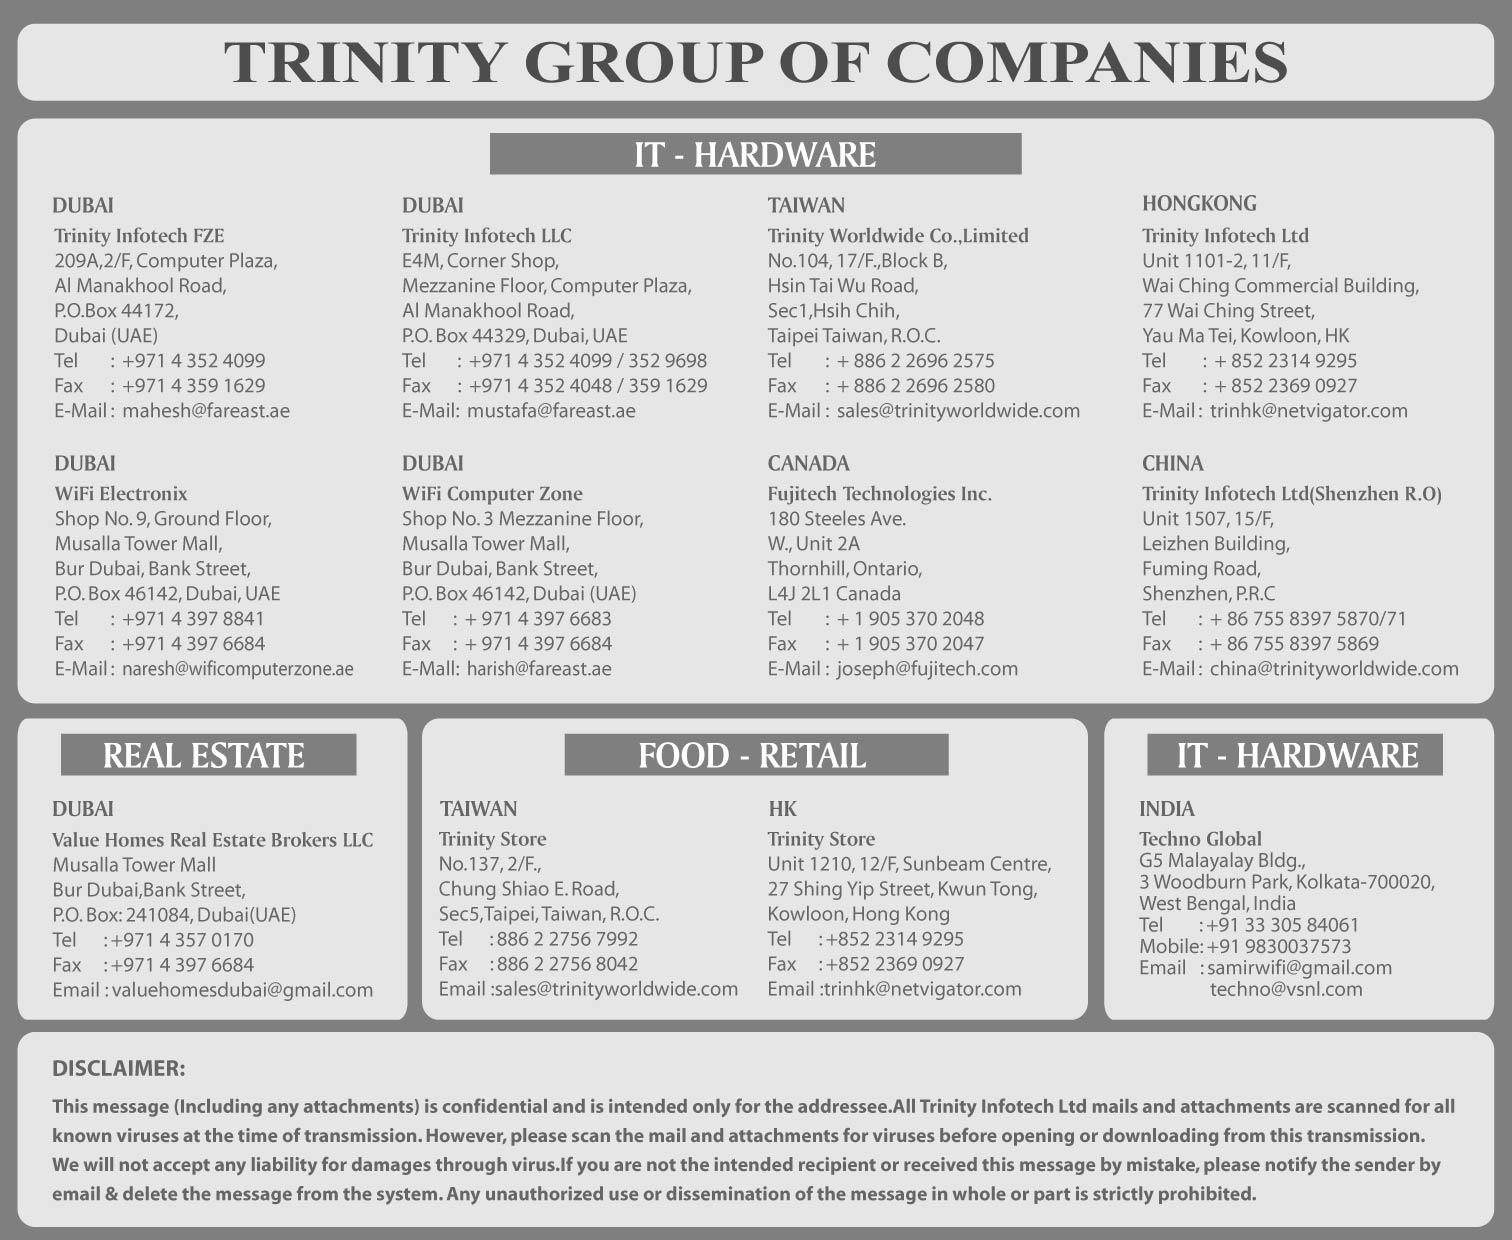 TRINITY GROUP OF COMPANIES
IT - HARDWARE
DUBAI
Trinity Infotech FZE
209A,2/F, Computer Plaza,
Al Manakhool Road,
P.O.Box 44172,
Dubai (UAE)
Tel : +971 4 352 4099
Fax : +971 4 359 1629
E-Mail : mahesh@fareast.ae
DUBAI
Trinity Infotech LLC
E4M, Corner Shop,
Mezzanine Floor, Computer Plaza,
Al Manakhool Road,
P.O. Box 44329, Dubai, UAE
Tel : +971 4 352 4099 / 352 9698
Fax : +971 4 352 4048 / 359 1629
E-Mail: mustafa@fareast.ae
TAIWAN
Trinity Worldwide Co.,Limited
No.104, 17/F.,Block B,
Hsin Tai Wu Road,
Sec1,Hsih Chih,
Taipei Taiwan, R.O.C.
Tel : + 886 2 2696 2575
Fax : + 886 2 2696 2580
E-Mail : sales@trinityworldwide.com
HONGKONG
Trinity Infotech Ltd
Unit 1101-2, 11/F,
Wai Ching Commercial Building,
77 Wai Ching Street,
Yau Ma Tei, Kowloon, HK
Tel : + 852 2314 9295
Fax : + 852 2369 0927
E-Mail : trinhk@netvigator.com
DUBAI
WiFi Electronix
Shop No. 9, Ground Floor,
Musalla Tower Mall,
Bur Dubai, Bank Street,
P.O. Box 46142, Dubai, UAE
Tel : +971 4 397 8841
Fax : +971 4 397 6684
E-Mail : naresh@wificomputerzone.ae
DUBAI
WiFi Computer Zone
Shop No. 3 Mezzanine Floor,
Musalla Tower Mall,
Bur Dubai, Bank Street,
P.O. Box 46142, Dubai (UAE)
Tel : + 971 4 397 6683
Fax : + 971 4 397 6684
E-Mall: harish@fareast.ae
CANADA
Fujitech Technologies Inc.
180 Steeles Ave.
W., Unit 2A
Thornhill, Ontario,
L4J 2L1 Canada
Tel : + 1 905 370 2048
Fax : + 1 905 370 2047
E-Mail : joseph@fujitech.com
CHINA
Trinity Infotech Ltd(Shenzhen R.O)
Unit 1507, 15/F,
Leizhen Building,
Fuming Road,
Shenzhen, P.R.C
Tel : + 86 755 8397 5870/71
Fax : + 86 755 8397 5869
E-Mail : china@trinityworldwide.com
REAL ESTATE
DUBAI
Value Homes Real Estate Brokers LLC
Musalla Tower Mall
Bur Dubai,Bank Street,
P.O. Box: 241084, Dubai(UAE)
Tel :+971 4 357 0170
Fax :+971 4 397 6684
Email :valuehomesdubai@gmail.com
FOOD - RETAIL
TAIWAN
Trinity Store
No.137, 2/F.,
Chung Shiao E. Road,
Sec5,Taipei, Taiwan, R.O.C.
Tel :886 2 2756 7992
Fax :886 2 2756 8042
Email :sales@trinityworldwide.com
HK
Trinity Store
Unit 1210, 12/F, Sunbeam Centre,
27 Shing Yip Street, Kwun Tong,
Kowloon, Hong Kong
Tel :+852 2314 9295
Fax :+852 2369 0927
Email :trinhk@netvigator.com
IT - HARDWARE
INDIA
Techno Global
G5 Malayalay Bldg.,
3 Woodburn Park, Kolkata-700020,
West Bengal, India
Tel :+91 33 305 84061
Mobile:+91 9830037573
Email :samirwifi@gmail.com
techno@vsnl.com
DISCLAIMER:
This message (Including any attachments) is confidential and is intended only for the addressee.All Trinity Infotech Ltd mails and attachments are scanned for all
known viruses at the time of transmission. However, please scan the mail and attachments for viruses before opening or downloading from this transmission.
We will not accept any liability for damages through virus.If you are not the intended recipient or received this message by mistake, please notify the sender by
email & delete the message from the system. Any unauthorized use or dissemination of the message in whole or part is strictly prohibited.